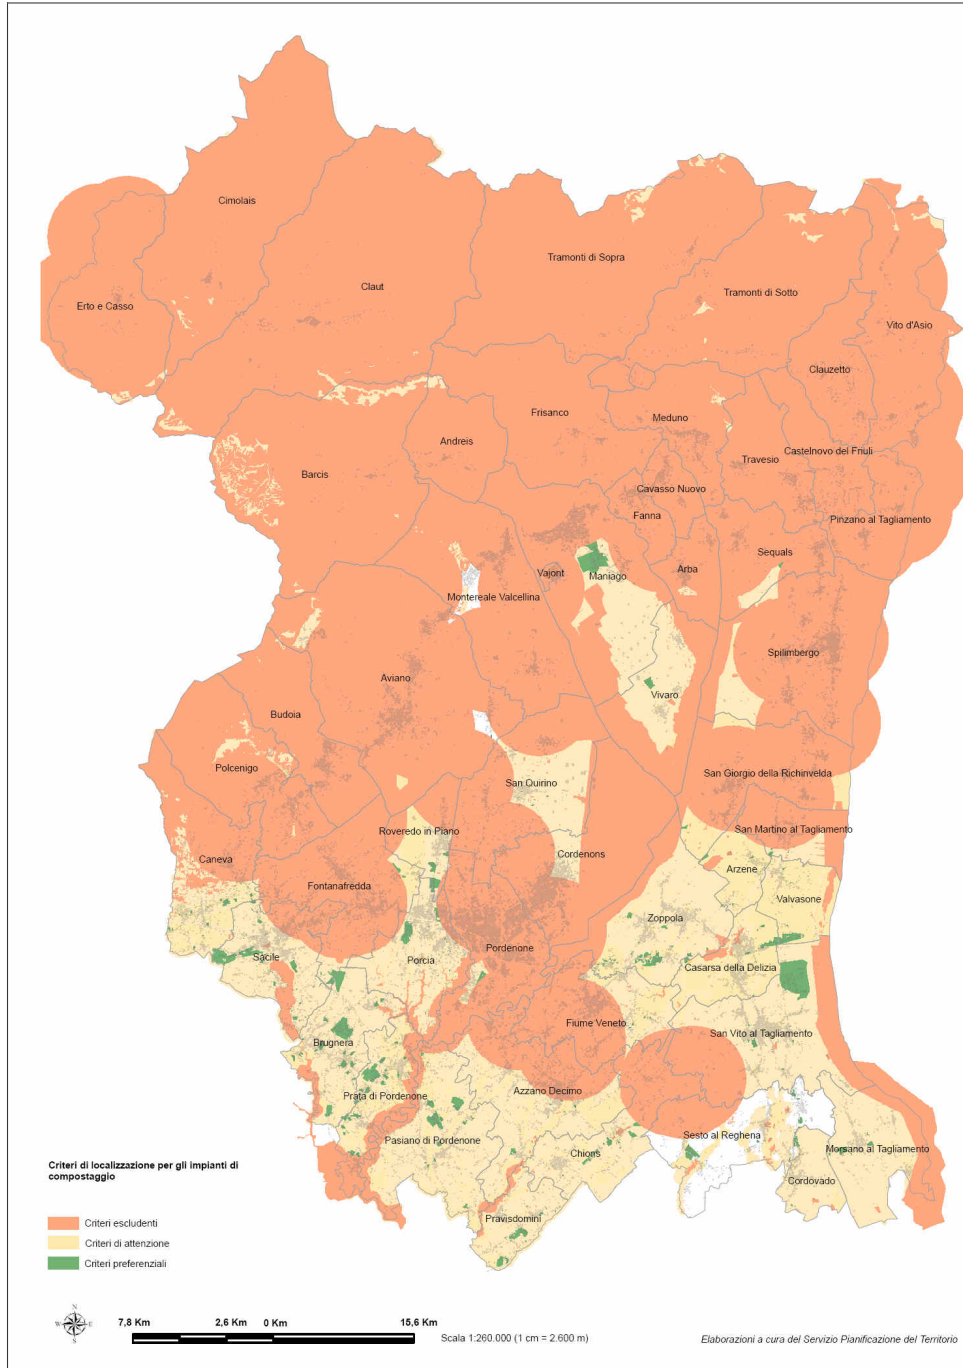 Cimolais
Tramonti di Sopra
Claut
Tramonti di Sotto
Erto e Casso
Vito d'Asio
Clauzetto
Frisanco
Meduno
Andreis
Castelnovo del Friuli
Travesio
Barcis
Cavasso Nuovo
Fanna
Pinzano al Tagliamento
Sequals
Vajont
Maniago
Arba
Montereale Valcellina
Spilimbergo
Aviano
Vivaro
Budoia
Polcenigo
San Quirino
San Giorgio della Richinvelda
Roveredo in Piano
San Martino al Tagliamento
Caneva
Cordenons
Arzene
Fontanafredda
Valvasone
Zoppola
Pordenone
Sacile
Porcia
Casarsa della Delizia
Fiume Veneto
San Vito al Tagliamento
Brugnera
Azzano Decimo
Prata di Pordenone
Sesto al Reghena
Pasiano di Pordenone
Morsano al Tagliamento
Chions
Cordovado
Pravisdomini
Criteri di localizzazione per gli impianti di
compostaggio
Criteri escludenti
Criteri di attenzione
Criteri preferenziali
N
W E
S
7,8 Km 2,6 Km 0 Km 15,6 Km
Scala 1:260.000 (1 cm = 2.600 m)
Elaborazioni a cura del Servizio Pianificazione del Territorio